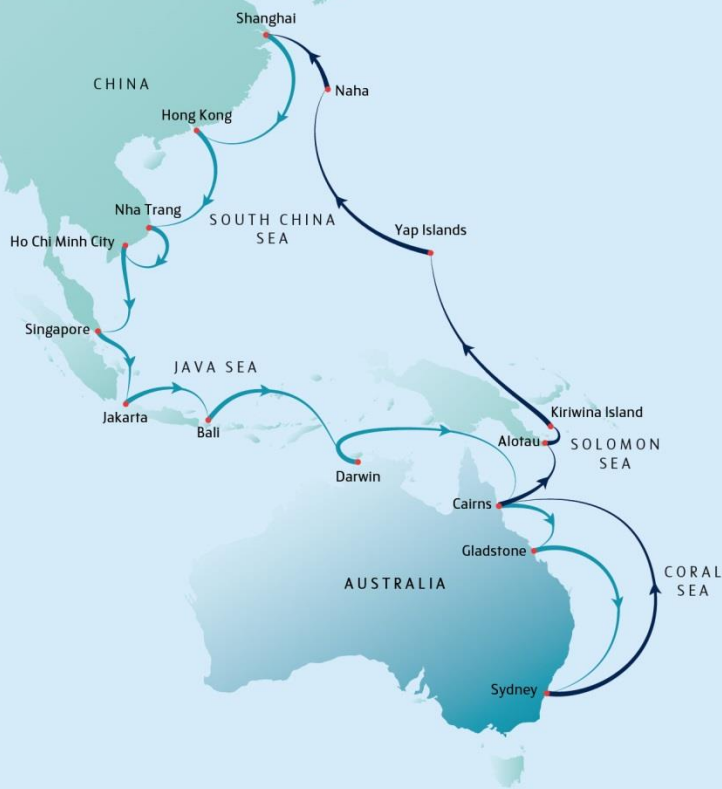 Shanghai
CHINA
Naha
Hong Kong
Nha Trang
SOUTH CHINA
SEA
Ho Chi Minh City
Yap Islands
Singapore
JAVA SEA
Jakarta
Bali
Kiriwina Island
Alotau
SOLOMON
SEA
Darwin
Cairns
Gladstone
CORAL
SEA
AUSTRALIA
Sydney